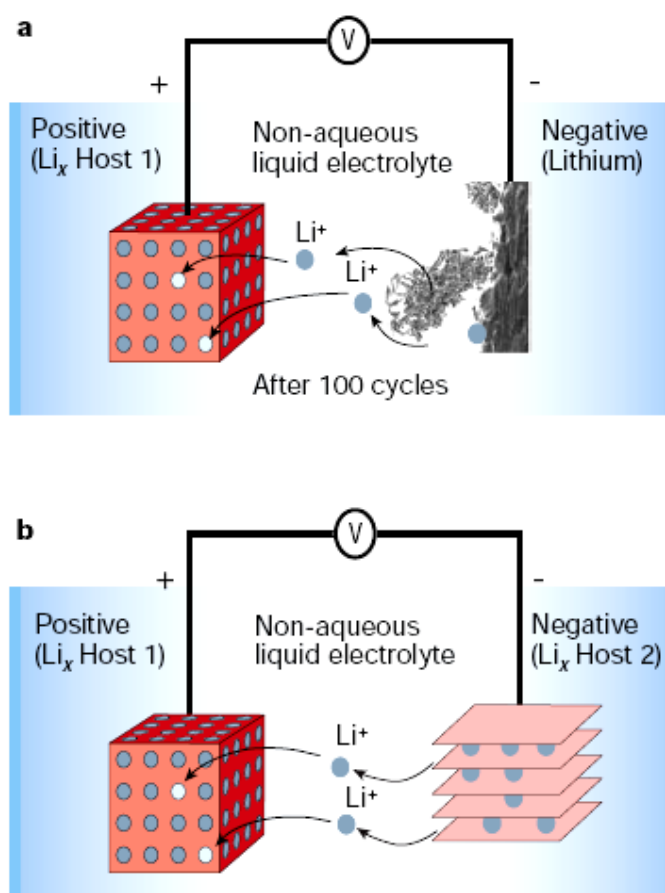 a
V
+
-
Positive
(Liₓ Host 1)
Non-aqueous
liquid electrolyte
Negative
(Lithium)
Li⁺
Li⁺
After 100 cycles
b
V
+
-
Positive
(Liₓ Host 1)
Non-aqueous
liquid electrolyte
Negative
(Liₓ Host 2)
Li⁺
Li⁺